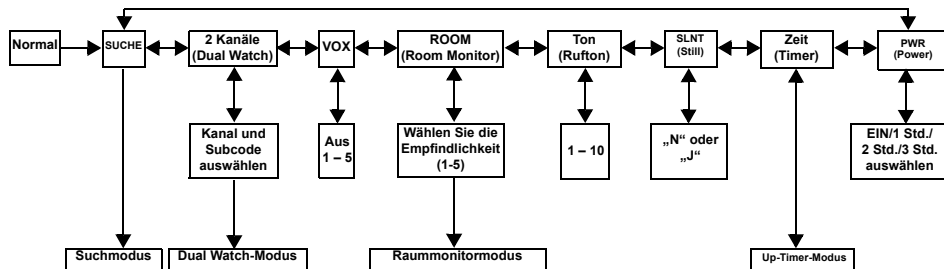 Normal
SUCHE
2 Kanäle
(Dual Watch)
VOX
ROOM
(Room Monitor)
Ton
(Rufton)
SLNT
(Still)
Zeit
(Timer)
PWR
(Power)
Kanal und
Subcode
auswählen
Aus
1 – 5
Wählen Sie die
Empfindlichkeit
(1-5)
1 – 10
„N“ oder
„J“
EIN/1 Std./
2 Std./3 Std.
auswählen
Suchmodus
Dual Watch-Modus
Raummonitormodus
Up-Timer-Modus